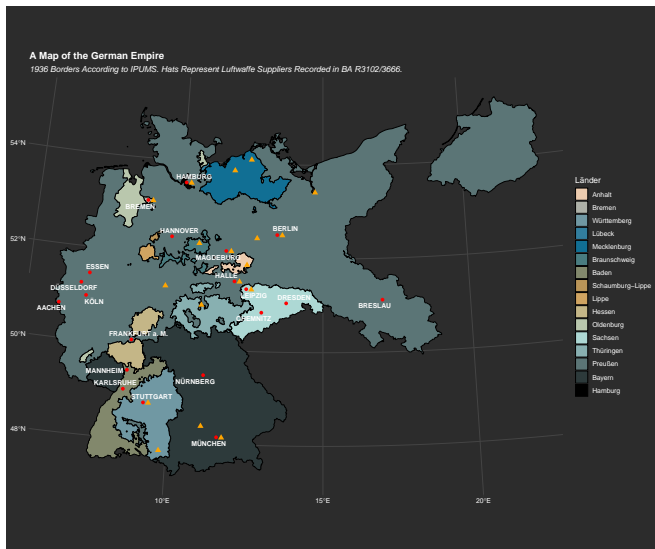 A Map of the German Empire
1936 Borders According to IPUMS. Hats Represent Luftwaffe Suppliers Recorded in BA R3102/3666.
54°N
52°N
50°N
48°N
10°E
15°E
20°E
HAMBURG
BREMEN
HANNOVER
BERLIN
MAGDEBURG
ESSEN
HALLE
DÜSSELDORF
LEIPZIG
DRESDEN
KÖLN
BRESLAU
AACHEN
CHEMNITZ
FRANKFURT a. M.
MANNHEIM
NÜRNBERG
KARLSRUHE
STUTTGART
MÜNCHEN
Länder
Anhalt
Bremen
Württemberg
Lübeck
Mecklenburg
Braunschweig
Baden
Schaumburg–Lippe
Lippe
Hessen
Oldenburg
Sachsen
Thüringen
Preußen
Bayern
Hamburg